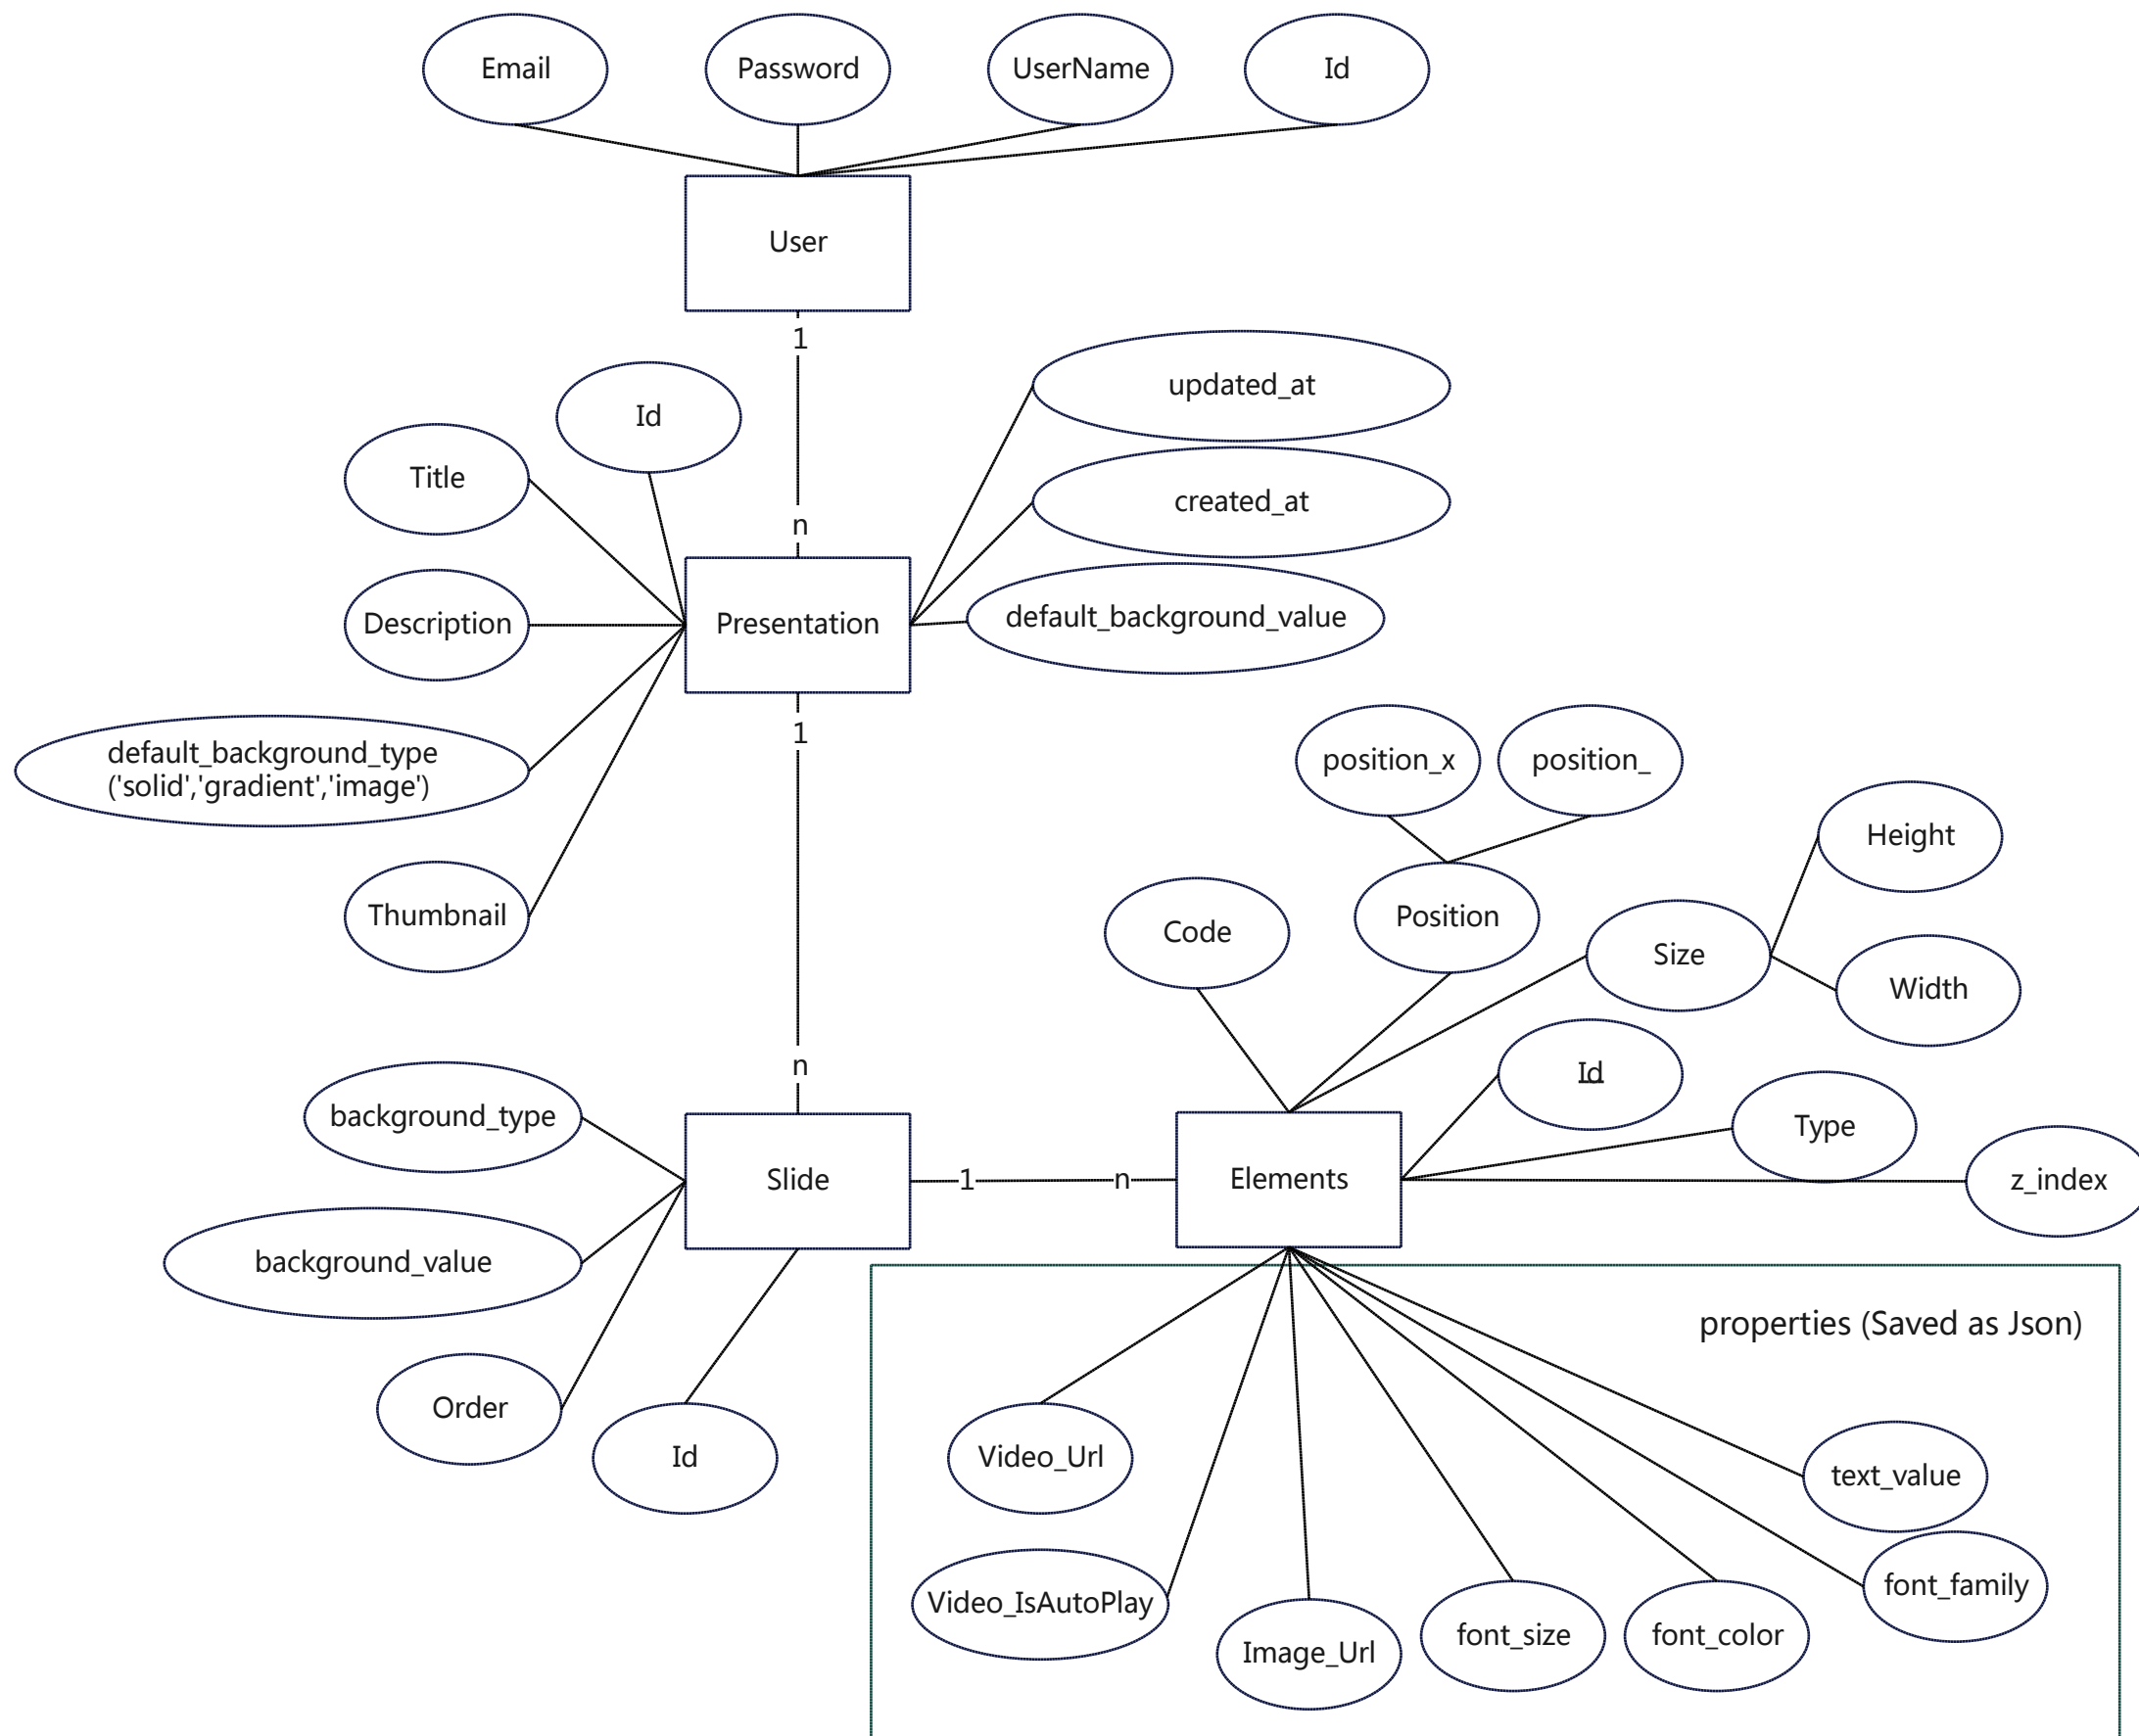 Email
Password
UserName
Id
User
1
updated_at
Id
Title
created_at
n
default_background_value
Description
Presentation
1
default_background_type
('solid','gradient','image')
position_x
position_
Height
Thumbnail
Position
Code
Size
Width
n
Id
background_type
Type
Slide
1
n
Elements
z_index
background_value
properties (Saved as Json)
Order
Id
Video_Url
text_value
Video_IsAutoPlay
font_family
Image_Url
font_size
font_color